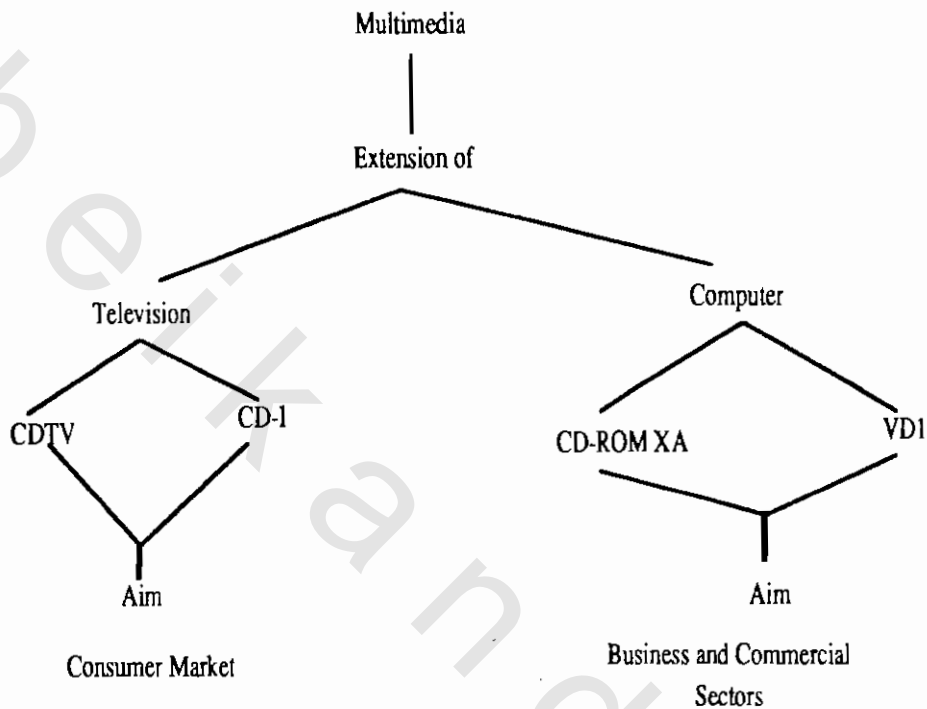 Multimedia
Extension of
Television
Computer
CDTV
CD-1
CD-ROM XA
VD1
Aim
Aim
Consumer Market
Business and Commercial
Sectors
beikand